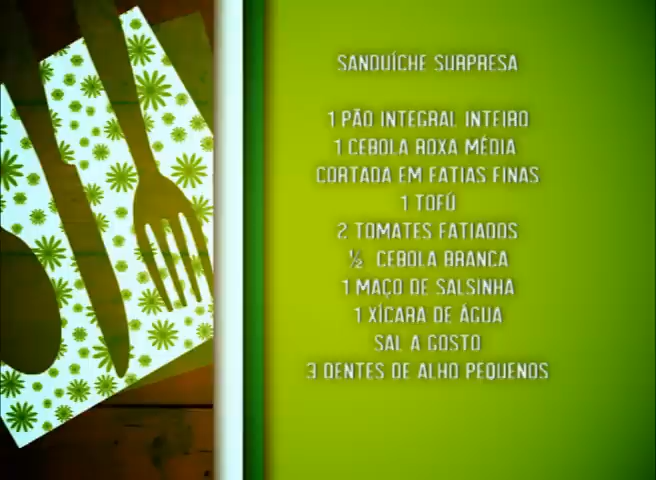 SANDUÍCHE SURPRESA
1 PÃO INTEGRAL INTEIRO
1 CEBOLA ROXA MÉDIA
CORTADA EM FATIAS FINAS
1 TOFÚ
2 TOMATES FATIADOS
½ CEBOLA BRANCA
1 MAÇO DE SALSINHA
1 XÍCARA DE ÁGUA
SAL A GOSTO
3 DENTES DE ALHO PEQUENOS